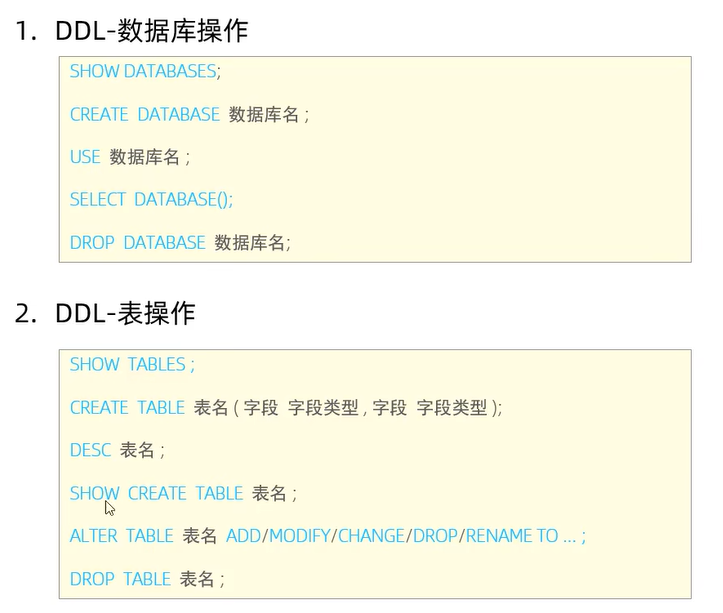 1. DDL-数据库操作
SHOW DATABASES;
CREATE DATABASE 数据库名 ;
USE 数据库名 ;
SELECT DATABASE();
DROP DATABASE 数据库名;
2. DDL-表操作
SHOW TABLES ;
CREATE TABLE 表名 ( 字段 字段类型 , 字段 字段类型 );
DESC 表名 ;
SHOW CREATE TABLE 表名 ;
ALTER TABLE 表名 ADD/MODIFY/CHANGE/DROP/RENAME TO ... ;
DROP TABLE 表名 ;